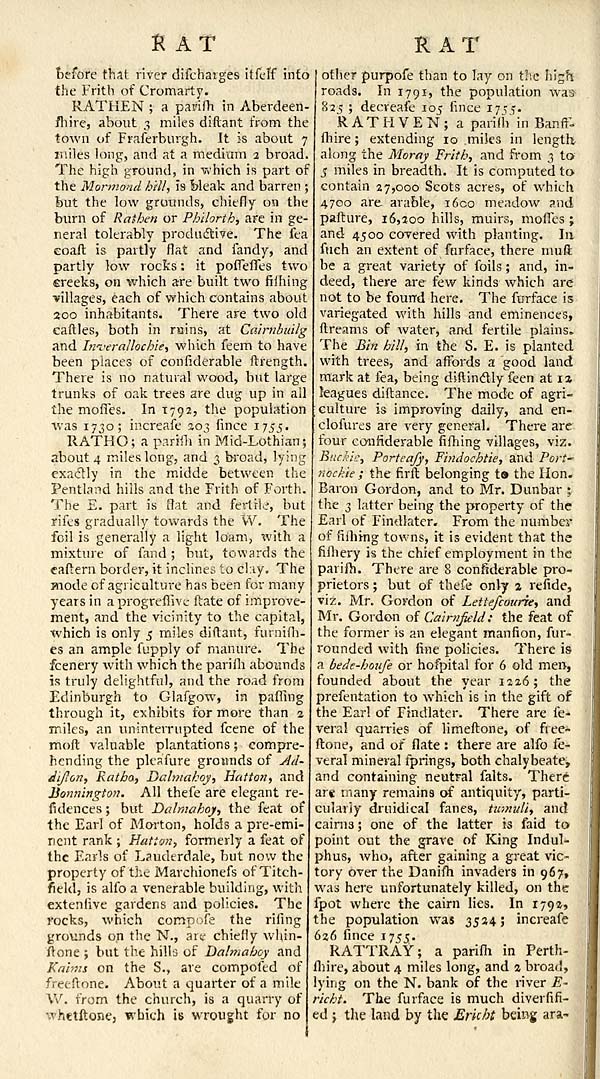 RAT
before that river diſcharges itſelf into
the Frith of Cromarty.
RATHEN; a pariſh in Aberdeen-
ſhire, about 3 miles diſtant from the
town of Fraſerburgh. It is about 7
miles long, and at a medium 2 broad.
The high ground, in which is part of
the Mormond hill, is bleak and barren;
but the low grounds, chiefly on the
burn of Rathen or Philorth, are in ge-
neral tolerably productive. The ſea
coaſt is partly flat and ſandy, and
partly low rocks: it poſſeſſes two
creeks, on which are built two fiſhing
villages, each of which contains about
200 inhabitants. There are two old
caſtles, both in ruins, at Cairnbuilg
and Inverallochie, which ſeem to have
been places of conſiderable ſtrength.
There is no natural wood, but large
trunks of oak trees are dug up in all
the moſſes. In 1792, the population
was 1730; increaſe 203 ſince 1755.
RATHO; a pariſh in Mid-Lothian;
about 4 miles long, and 3 broad, lying
exactly in the midde between the
Pentland hills and the Frith of Forth.
The E. part is flat and fertile, but
riſes gradually towards the W. The
ſoil is generally a light loam, with a
mixture of ſand; but, towards the
eaſtern border, it inclines to clay. The
mode of agriculture has been for many
years in a progreſſive ſtate of improve-
ment, and the vicinity to the capital,
which is only 5 miles diſtant, furniſh-
es an ample ſupply of manure. The
ſcenery with which the pariſh abounds
is truly delightful, and the road from
Edinburgh to Glaſgow, in paſſing
through it, exhibits for more than 2
miles, an uninterrupted ſcene of the
moſt valuable plantations; compre-
hending the pleaſure grounds of Ad-
diſton, Ratho, Dalmahoy, Hatton, and
Bonnington. All theſe are elegant re-
ſidences; but Dalmahoy, the ſeat of
the Earl of Morton, holds a pre-emi-
nent rank; Hatton, formerly a ſeat of
the Earls of Lauderdale, but now the
property of the Marchioneſs of Titch-
field, is alſo a venerable building, with
extenſive gardens and policies. The
rocks, which compoſe the riſing
grounds on the N., are chiefly whin-
ſtone; but the hills of Dalmahoy and
Kaims on the S., are compoſed of
freeſtone. About a quarter of a mile
W. from the church, is a quarry of
whetſtone, which is wrought for no
RAT
other purpoſe than to lay on the high
roads. In 1791, the population was
825; decreaſe 105 ſince 1755.
RATHVEN; a pariſh in Banff-
ſhire; extending 10 miles in length
along the Moray Frith, and from 3 to
5 miles in breadth. It is computed to
contain 27,000 Scots acres, of which
4700 are arable, 1600 meadow and
paſture, 16,200 hills, muirs, moſſes;
and 4500 covered with planting. In
ſuch an extent of ſurface, there muſt
be a great variety of ſoils; and, in-
deed, there are few kinds which are
not to be found here. The ſurface is
variegated with hills and eminences,
ſtreams of water, and fertile plains.
The Bin hill, in the S. E. is planted
with trees, and affords a good land
mark at ſea, being diſtinctly ſeen at 12
leagues diſtance. The mode of agri-
culture is improving daily, and en-
cloſures are very general. There are
four conſiderable fiſhing villages, viz.
Buckie, Porteaſy, Findochtie, and Port-
nockie; the firſt belonging to the Hon.
Baron Gordon, and to Mr. Dunbar;
the 3 latter being the property of the
Earl of Findlater. From the number
of fiſhing towns, it is evident that the
fiſhery is the chief employment in the
pariſh. There are 8 conſiderable pro-
prietors; but of theſe only 2 reſide,
viz. Mr. Gordon of Letteſcourie, and
Mr. Gordon of Cairnfield: the ſeat of
the former is an elegant manſion, ſur-
rounded with fine policies. There is
a bede-houſe or hoſpital for 6 old men,
founded about the year 1226; the
preſentation to which is in the gift of
the Earl of Findlater. There are ſe-
veral quarries of limeſtone, of free-
ſtone, and of ſlate: there are alſo ſe-
veral mineral ſprings, both chalybeate,
and containing neutral ſalts. There
are many remains of antiquity, parti-
cularly druidical fanes, tumuli, and
cairns; one of the latter is ſaid to
point out the grave of King Indul-
phus, who, after gaining a great vic-
tory over the Daniſh invaders in 967,
was here unfortunately killed, on the
ſpot where the cairn lies. In 1792,
the population was 3524; increaſe
626 ſince 1755.
RATTRAY; a pariſh in Perth-
ſhire, about 4 miles long, and 2 broad,
lying on the N. bank of the river E-
richt. The ſurface is much diverſifi-
ed; the land by the Ericht being ara-